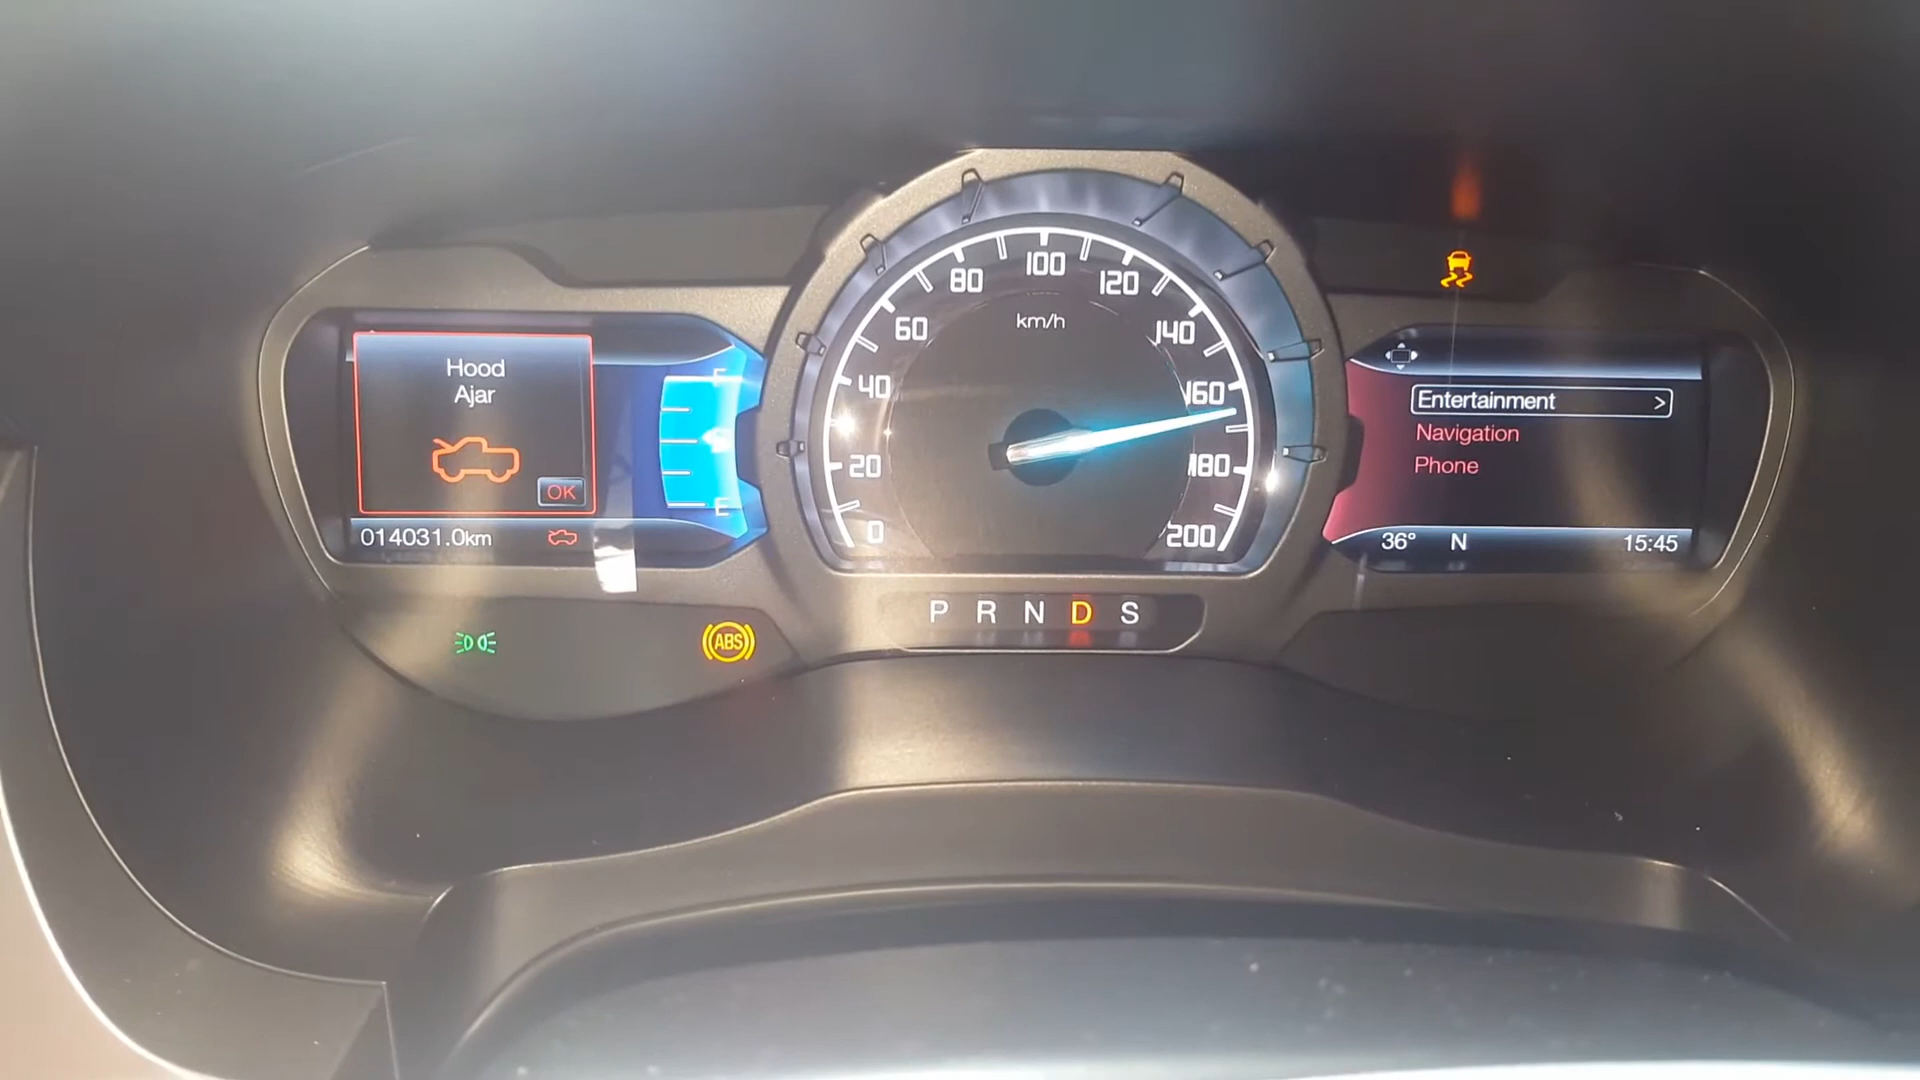 Hood
Ajar
OK
014031.0km
F
E
ABS
km/h
0
20
40
60
80
100
120
140
160
180
200
P R N D S
Entertainment >
Navigation
Phone
36° N 15:45